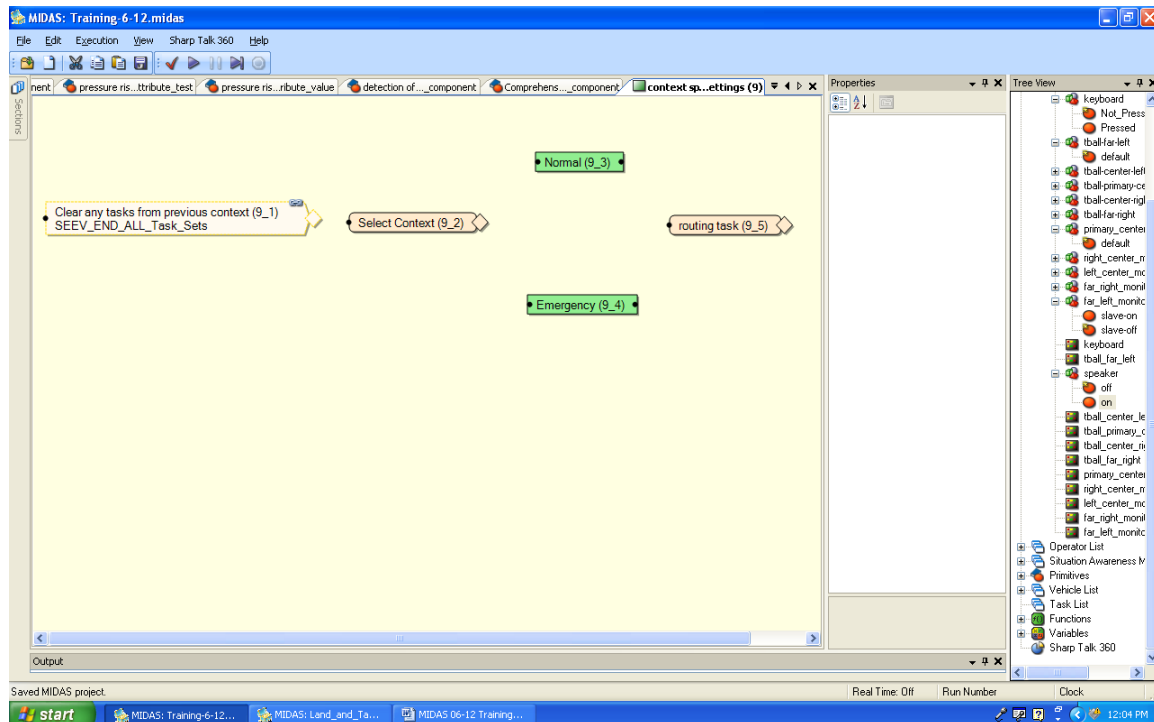 MIDAS: Training-6-12.midas
File Edit Execution View Sharp Talk 360 Help
nent pressure ris...ttribute_test pressure ris...ribute_value detection of..._component Comprehens..._component context sp...ettings (9)
Sections
Normal (9_3)
Clear any tasks from previous context (9_1)
SEEV_END_ALL_Task_Sets
Select Context (9_2)
routing task (9_5)
Emergency (9_4)
Properties
Tree View
keyboard
Not_Press
Pressed
tball-far-left
default
tball-center-left
tball-primary-ce
tball-center-rigl
tball-far-right
primary_center
default
right_center_m
left_center_mc
far_right_monit
far_left_monitc
slave-on
slave-off
keyboard
tball_far_left
speaker
off
on
tball_center_le
tball_primary_c
tball_center_ri
tball_far_right
primary_center
right_center_m
left_center_mc
far_right_monit
far_left_monitc
Operator List
Situation Awareness M
Primitives
Vehicle List
Task List
Functions
Variables
Sharp Talk 360
Output
Saved MIDAS project.
Real Time: Off Run Number Clock
start MIDAS: Training-6-12... MIDAS: Land_and_Ta... MIDAS 06-12 Training... 12:04 PM